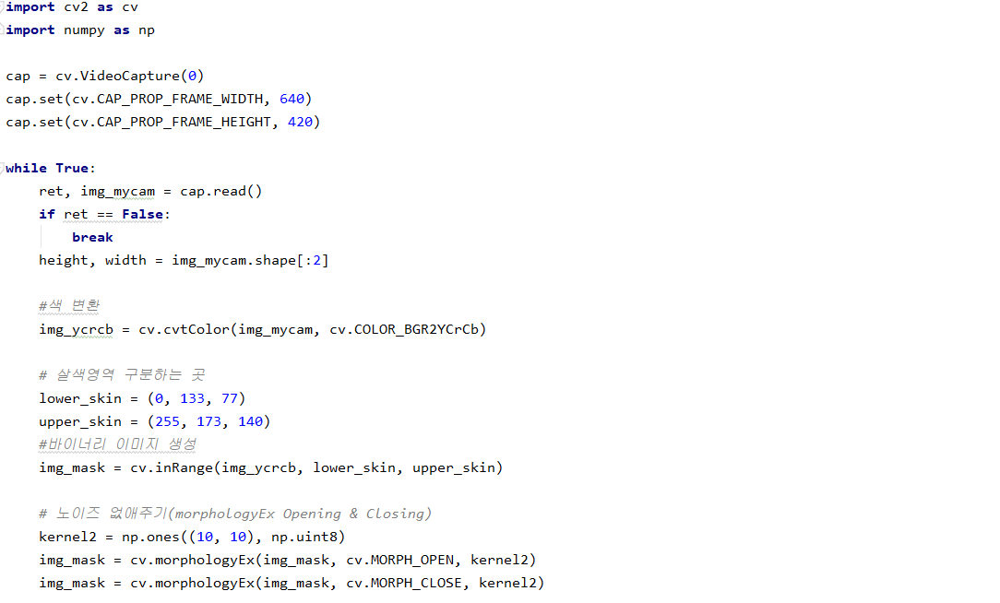 import cv2 as cv
import numpy as np
cap = cv.VideoCapture(0)
cap.set(cv.CAP_PROP_FRAME_WIDTH, 640)
cap.set(cv.CAP_PROP_FRAME_HEIGHT, 420)
while True:
    ret, img_mycam = cap.read()
    if ret == False:
        break
    height, width = img_mycam.shape[:2]
    #색 변환
    img_ycrcb = cv.cvtColor(img_mycam, cv.COLOR_BGR2YCrCb)
    # 살색영역 구분하는 곳
    lower_skin = (0, 133, 77)
    upper_skin = (255, 173, 140)
    #바이너리 이미지 생성
    img_mask = cv.inRange(img_ycrcb, lower_skin, upper_skin)
    # 노이즈 없애주기(morphologyEx Opening & Closing)
    kernel2 = np.ones((10, 10), np.uint8)
    img_mask = cv.morphologyEx(img_mask, cv.MORPH_OPEN, kernel2)
    img_mask = cv.morphologyEx(img_mask, cv.MORPH_CLOSE, kernel2)